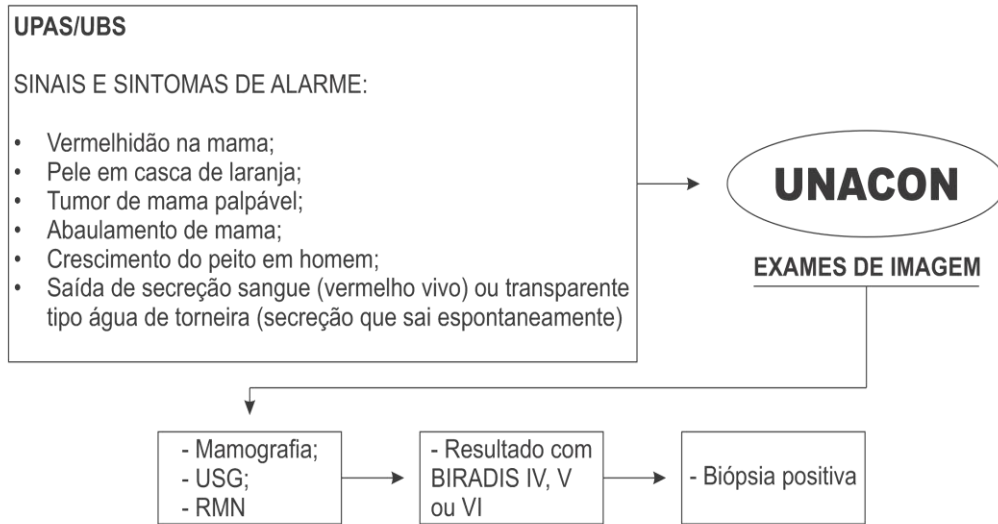 UPAS/UBS
SINAIS E SINTOMAS DE ALARME:
• Vermelhidão na mama;
• Pele em casca de laranja;
• Tumor de mama palpável;
• Abaulamento de mama;
• Crescimento do peito em homem;
• Saída de secreção sangue (vermelho vivo) ou transparente
tipo água de torneira (secreção que sai espontaneamente)
UNACON
EXAMES DE IMAGEM
- Mamografia;
- USG;
- RMN
- Resultado com
BIRADIS IV, V
ou VI
- Biópsia positiva